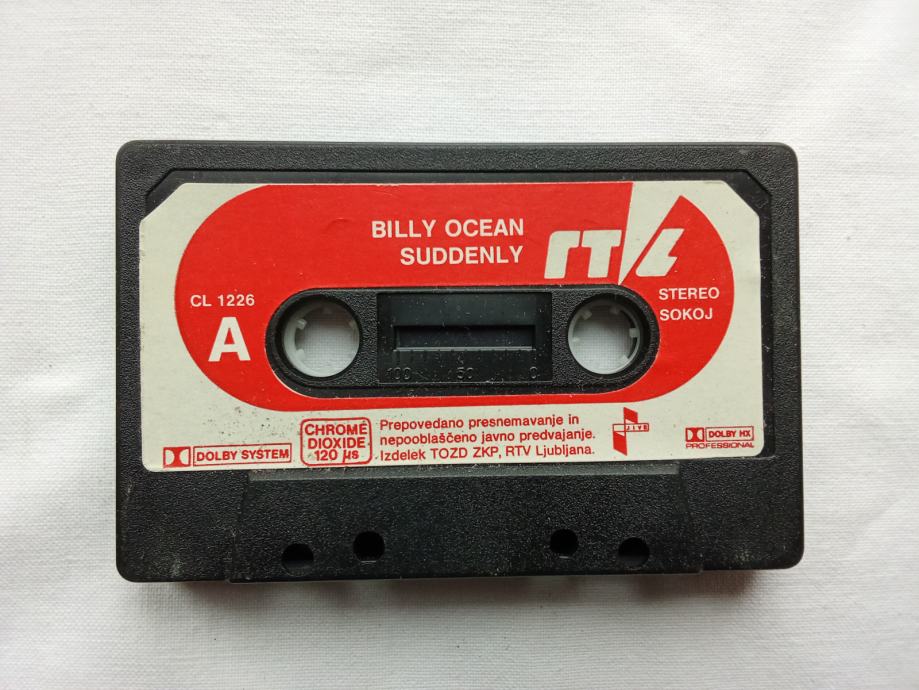 BILLY OCEAN
SUDDENLY
RTL
CL 1226
A
STEREO
SOKOJ
100 50 0
DOLBY SYSTEM
CHROME
DIOXIDE
120 µs
Prepovedano presnemavanje in
nepooblaščeno javno predvajanje.
Izdelek TOZD ZKP, RTV Ljubljana.
JIVE
DOLBY HX
PROFESSIONAL